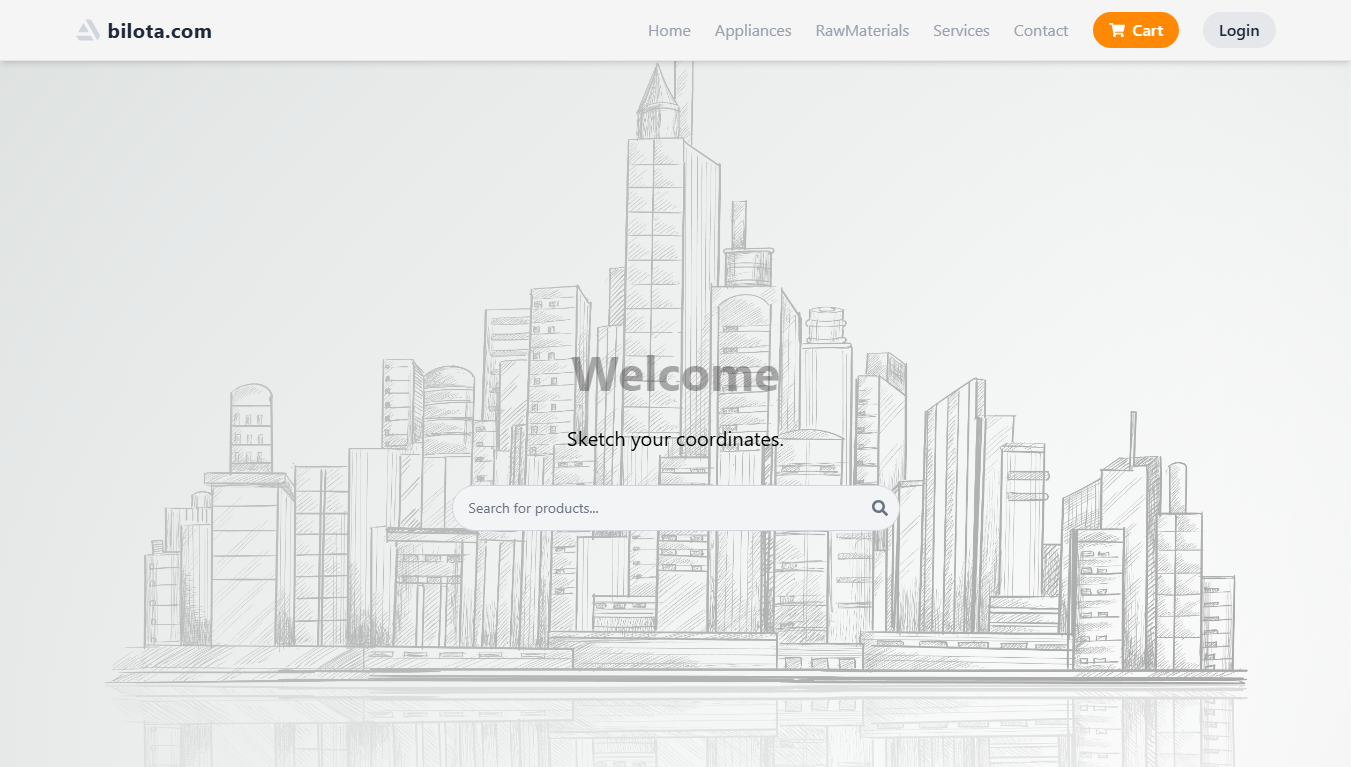 bilota.com
Home
Appliances
RawMaterials
Services
Contact
Cart
Login
Welcome
Sketch your coordinates.
Search for products...